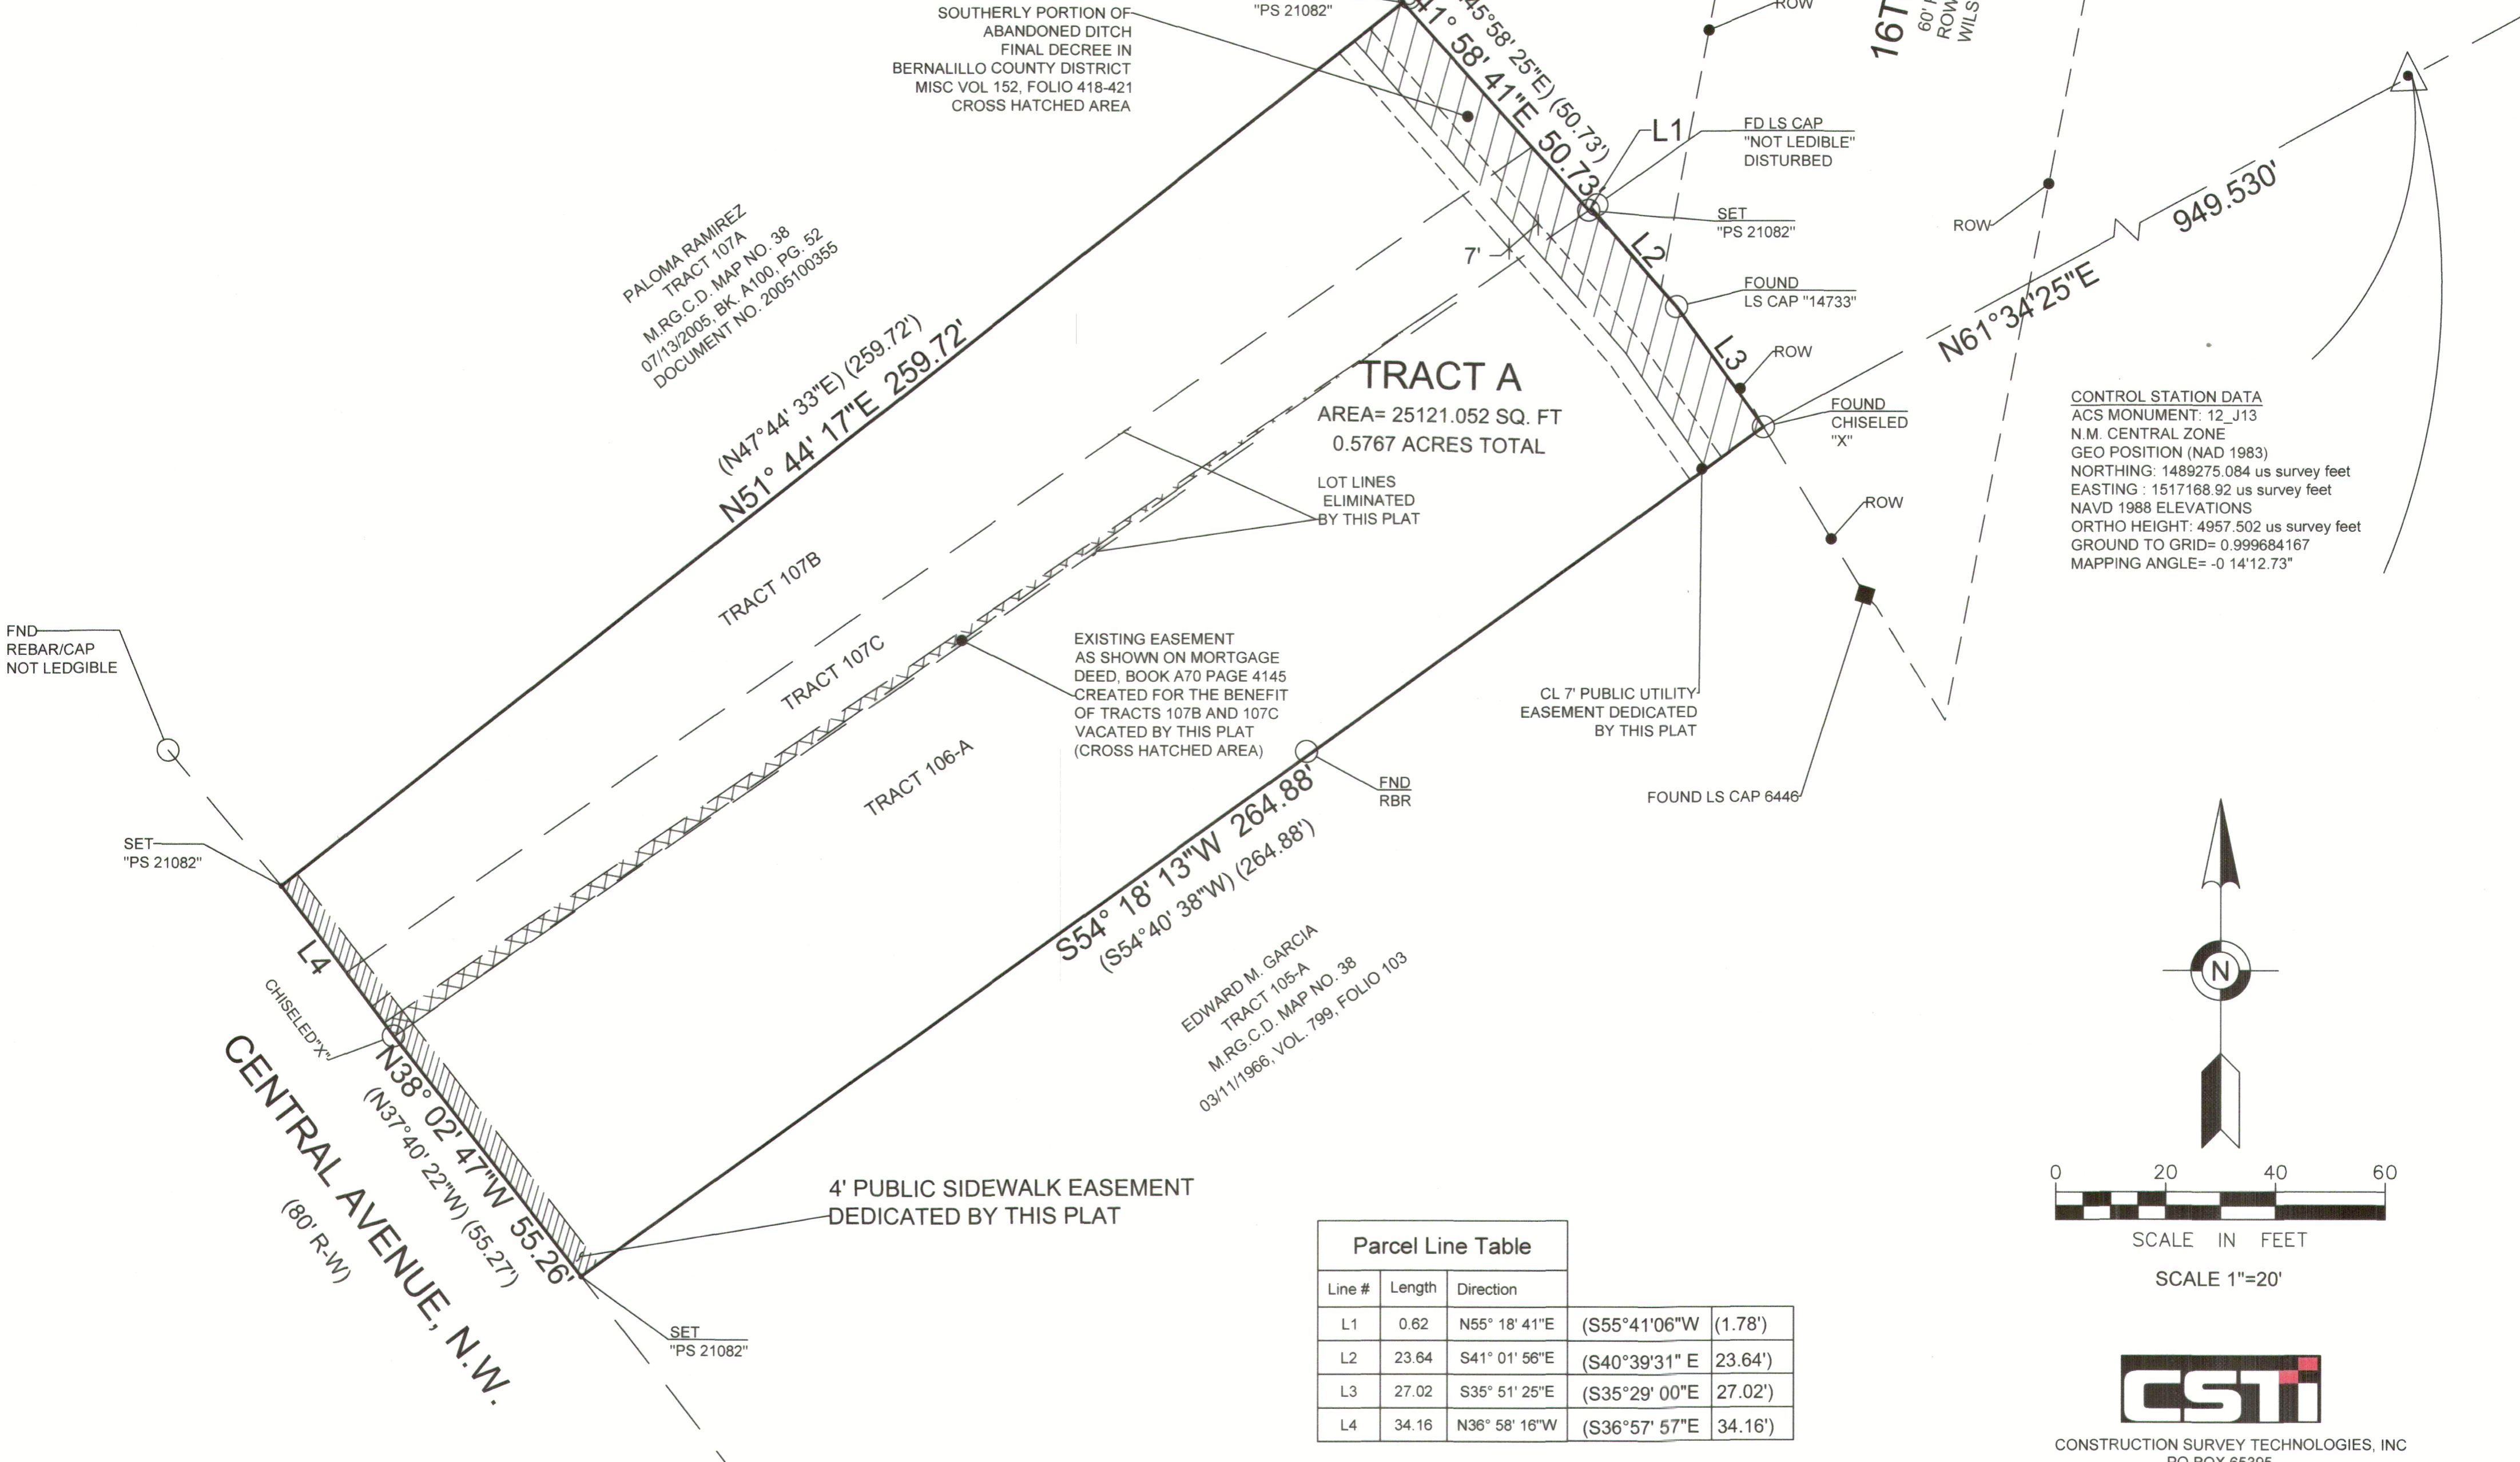 SOUTHERLY PORTION OF
ABANDONED DITCH
FINAL DECREE IN
BERNALILLO COUNTY DISTRICT
MISC VOL 152, FOLIO 418-421
CROSS HATCHED AREA
"PS 21082"
45°58' 25"E) (50.73')
41° 58' 41"E 50.73'
L1
FD LS CAP
"NOT LEDIBLE"
DISTURBED
SET
"PS 21082"
L2
7'
FOUND
LS CAP "14733"
L3
ROW
FOUND
CHISELED
"X"
ROW
16T
60'
ROW
WILS
ROW
949.530'
N61°34'25"E
ROW
CONTROL STATION DATA
ACS MONUMENT: 12_J13
N.M. CENTRAL ZONE
GEO POSITION (NAD 1983)
NORTHING: 1489275.084 us survey feet
EASTING : 1517168.92 us survey feet
NAVD 1988 ELEVATIONS
ORTHO HEIGHT: 4957.502 us survey feet
GROUND TO GRID= 0.999684167
MAPPING ANGLE= -0 14'12.73"
PALOMA RAMIREZ
TRACT 107A
M.RG.C.D. MAP NO. 38
07/13/2005, BK. A100, PG. 52
DOCUMENT NO. 2005100355
(N47°44' 33"E) (259.72')
N51° 44' 17"E 259.72'
TRACT A
AREA= 25121.052 SQ. FT
0.5767 ACRES TOTAL
LOT LINES
ELIMINATED
BY THIS PLAT
TRACT 107B
TRACT 107C
TRACT 106-A
EXISTING EASEMENT
AS SHOWN ON MORTGAGE
DEED, BOOK A70 PAGE 4145
CREATED FOR THE BENEFIT
OF TRACTS 107B AND 107C
VACATED BY THIS PLAT
(CROSS HATCHED AREA)
CL 7' PUBLIC UTILITY
EASEMENT DEDICATED
BY THIS PLAT
FOUND LS CAP 6446
FND
RBR
S54° 18' 13"W 264.88'
(S54°40' 38"W) (264.88')
EDWARD M. GARCIA
TRACT 105-A
M.RG.C.D. MAP NO. 38
03/11/1966, VOL. 799, FOLIO 103
FND
REBAR/CAP
NOT LEDGIBLE
SET
"PS 21082"
L4
CHISELED"X"
N38° 02' 47"W 55.26'
(N37°40' 22"W) (55.27')
CENTRAL AVENUE, N.W.
(80' R-W)
4' PUBLIC SIDEWALK EASEMENT
DEDICATED BY THIS PLAT
SET
"PS 21082"
Parcel Line Table
Line # Length Direction
L1 0.62 N55° 18' 41"E (S55°41'06"W (1.78')
L2 23.64 S41° 01' 56"E (S40°39'31" E 23.64')
L3 27.02 S35° 51' 25"E (S35°29' 00"E 27.02')
L4 34.16 N36° 58' 16"W (S36°57' 57"E 34.16')
N
0 20 40 60
SCALE IN FEET
SCALE 1"=20'
CSTi
CONSTRUCTION SURVEY TECHNOLOGIES, INC
PO BOX 65395